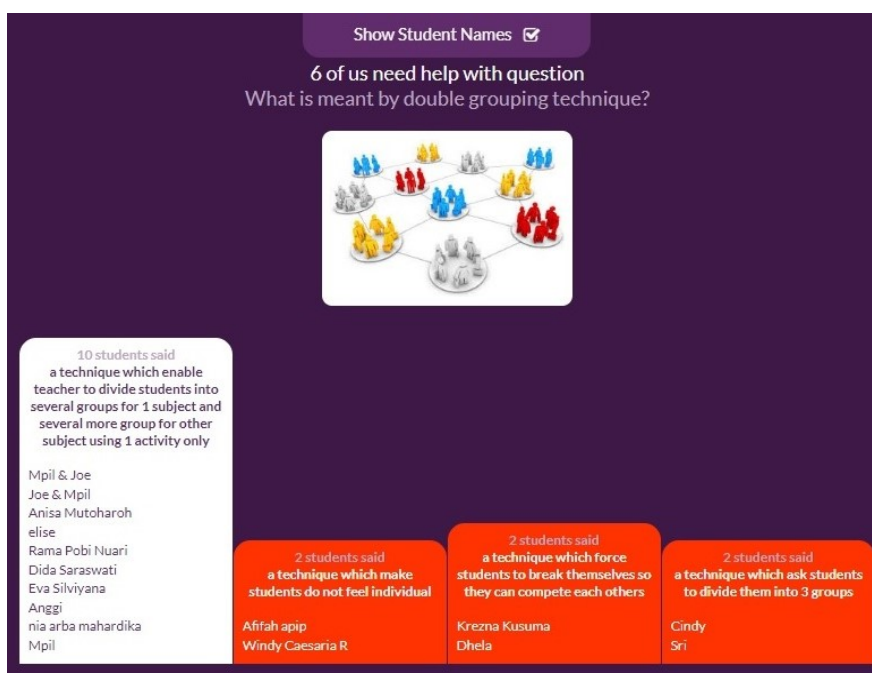 Show Student Names
6 of us need help with question
What is meant by double grouping technique?
10 students said
a technique which enable
teacher to divide students into
several groups for 1 subject and
several more group for other
subject using 1 activity only
Mpil & Joe
Joe & Mpil
Anisa Mutoharoh
elise
Rama Pobi Nuari
Dida Saraswati
Eva Silviyana
Anggi
nia arba mahardika
Mpil
2 students said
a technique which make
students do not feel individual
Afifah apip
Windy Caesaria R
2 students said
a technique which force
students to break themselves so
they can compete each others
Krezna Kusuma
Dhela
2 students said
a technique which ask students
to divide them into 3 groups
Cindy
Sri